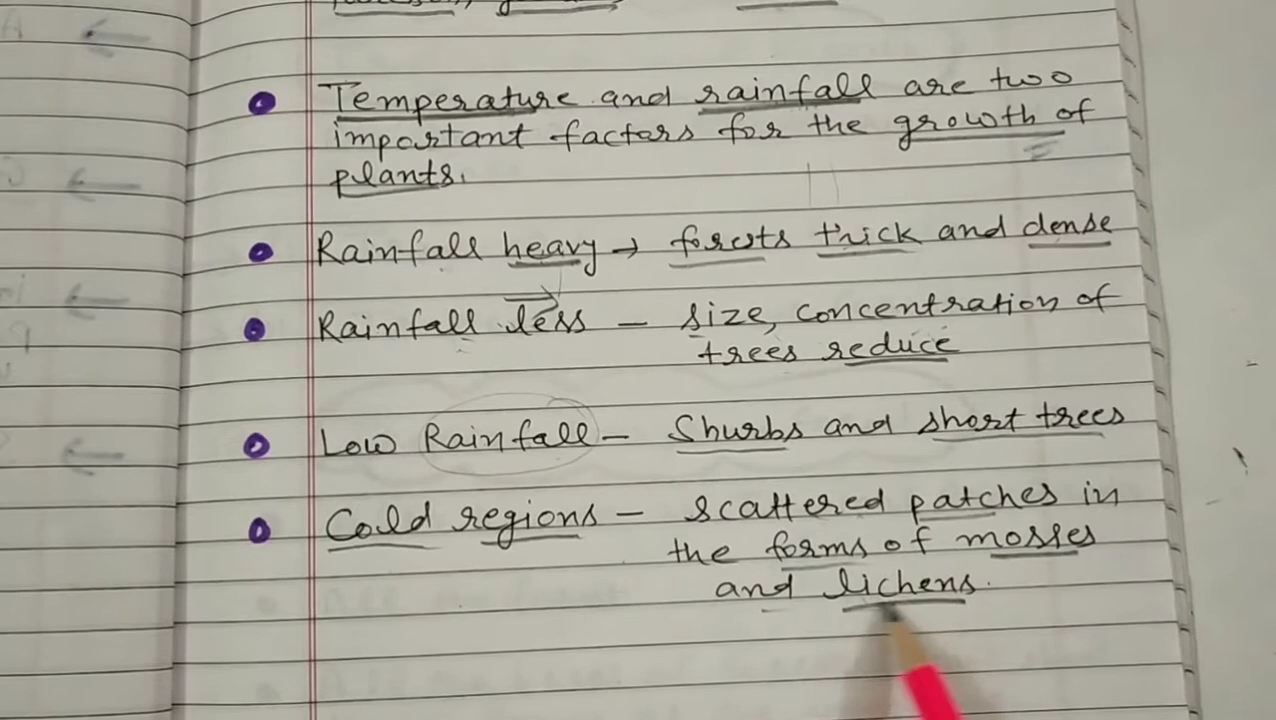 Temperature and rainfall are two
important factors for the growth of
plants.
Rainfall heavy → forests thick and dense
Rainfall less – size, concentration of
trees reduce
Low Rainfall – Shurbs and short trees
Cold regions – scattered patches in
the forms of mosses
and lichens.